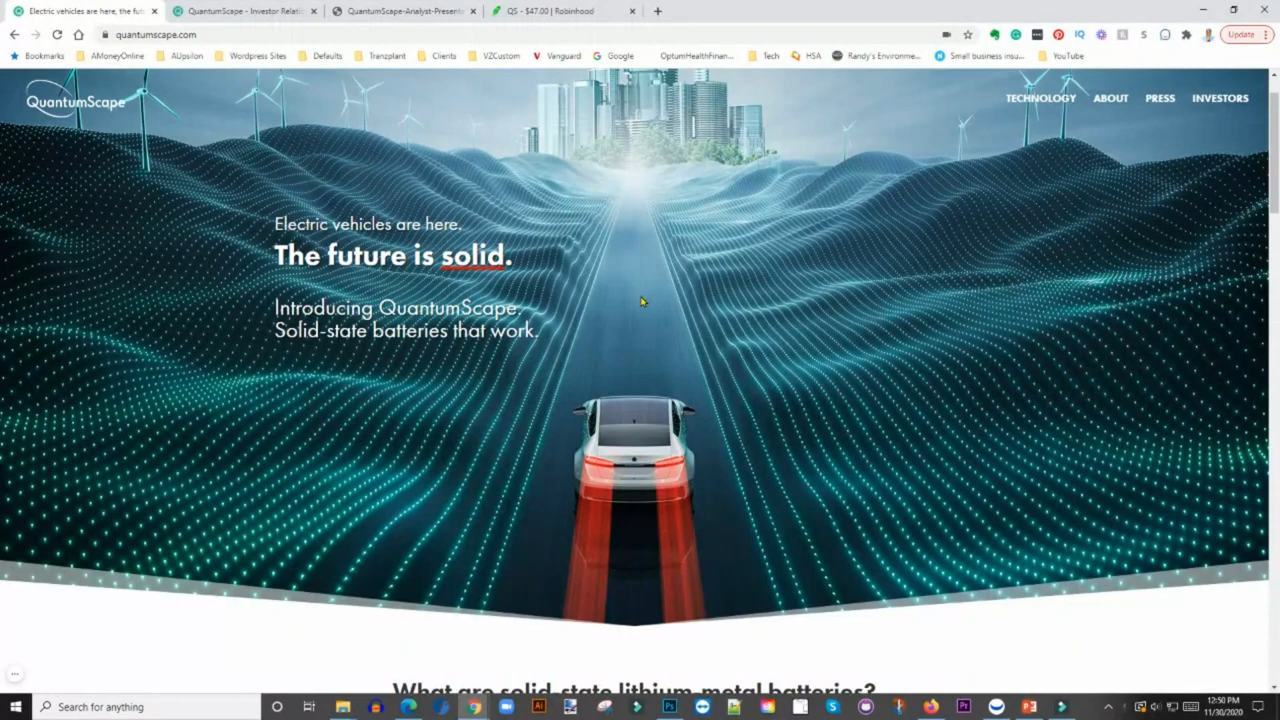 Electric vehicles are here, the fut
QuantumScape - Investor Relatio
QuantumScape-Analyst-Presenta
QS - $47.00 | Robinhood
quantumscape.com
Update
Bookmarks
AMoneyOnline
AUpsilon
Wordpress Sites
Defaults
Tranzplant
Clients
VZCustom
Vanguard
Google
OptumHealthFinan...
Tech
HSA
Randy's Environme...
Small business insu...
YouTube
QuantumScape
TECHNOLOGY
ABOUT
PRESS
INVESTORS
Electric vehicles are here.
The future is solid.
Introducing QuantumScape.
Solid-state batteries that work.
What are solid-state lithium-metal batteries?
Search for anything
12:50 PM
11/30/2020